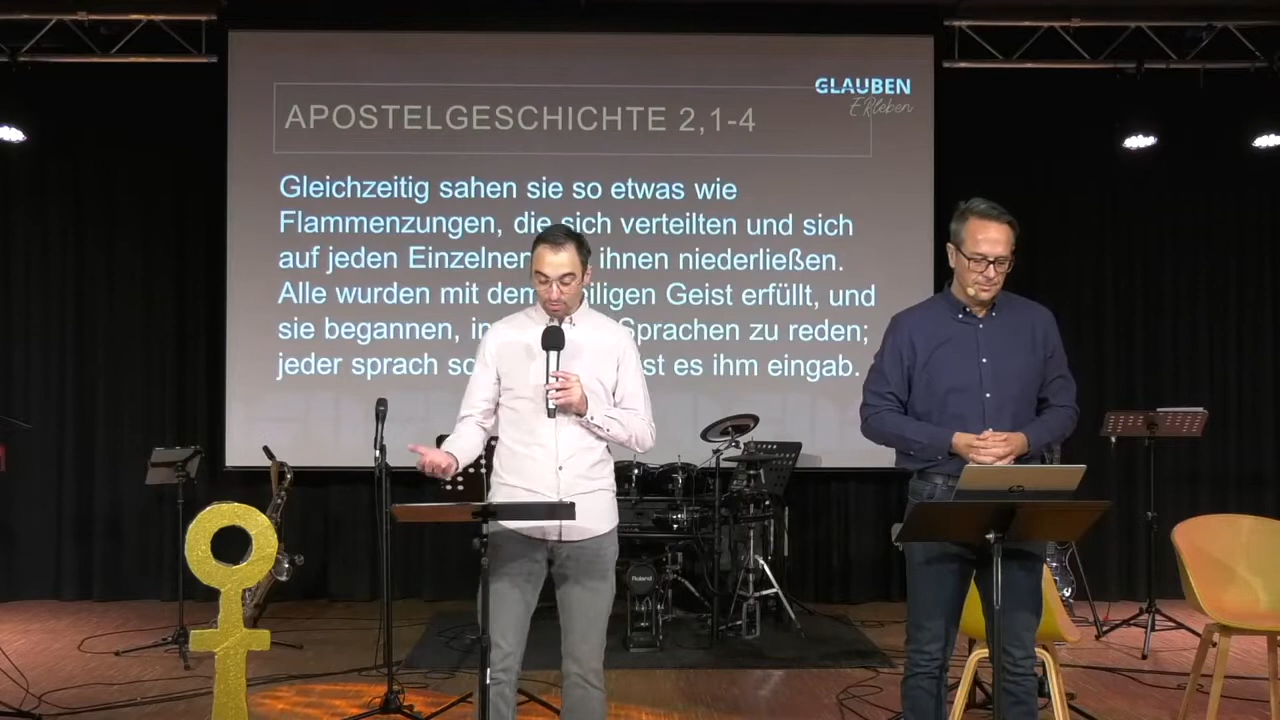 GLAUBEN
ERleben
APOSTELGESCHICHTE 2,1-4
Gleichzeitig sahen sie so etwas wie
Flammenzungen, die sich verteilten und sich
auf jeden Einzelnen ihnen niederließen.
Alle wurden mit dem eiligen Geist erfüllt, und
sie begannen, in Sprachen zu reden;
jeder sprach so es ihm eingab.
Roland
hp